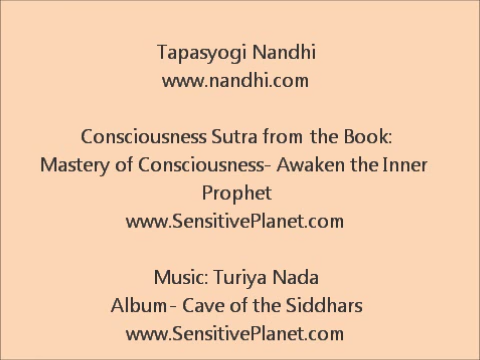 Tapasyogi Nandhi
www.nandhi.com
Consciousness Sutra from the Book:
Mastery of Consciousness- Awaken the Inner
Prophet
www.SensitivePlanet.com
Music: Turiya Nada
Album- Cave of the Siddhars
www.SensitivePlanet.com